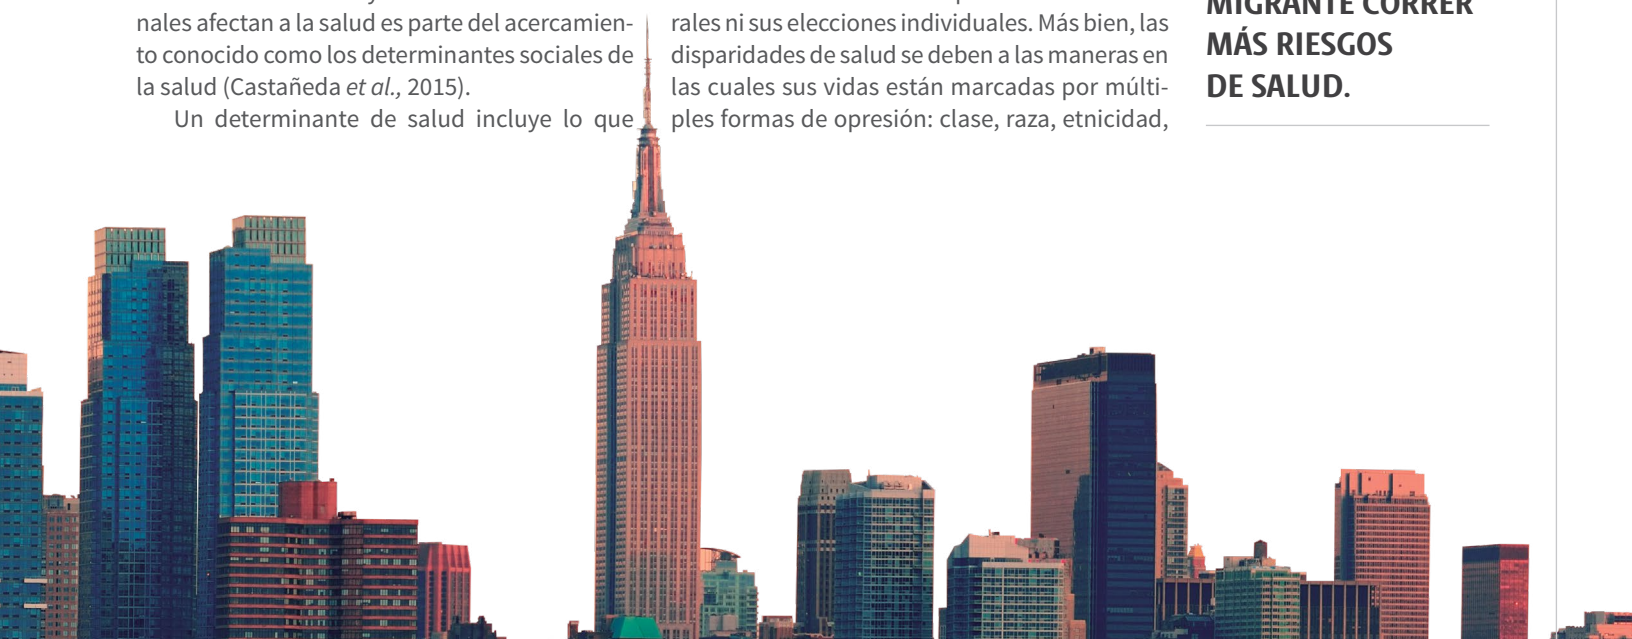 nales afectan a la salud es parte del acercamien-
to conocido como los determinantes sociales de
la salud (Castañeda et al., 2015).
Un determinante de salud incluye lo que
rales ni sus elecciones individuales. Más bien, las
disparidades de salud se deben a las maneras en
las cuales sus vidas están marcadas por múlti-
ples formas de opresión: clase, raza, etnicidad,
MIGRANTE CORRER
MÁS RIESGOS
DE SALUD.